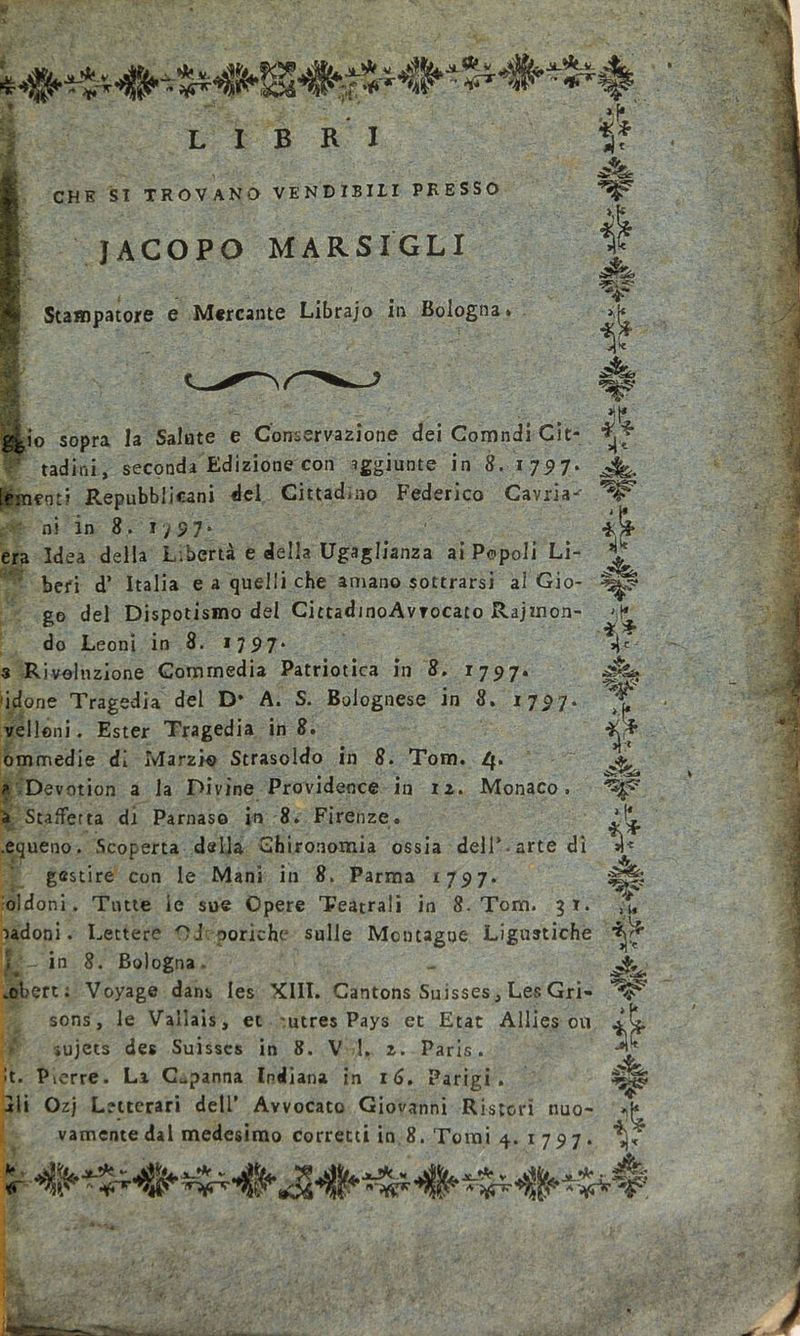 LIBRI
CHE SI TROVANO VENDIBILI PRESSO
JACOPO MARSIGLI
Stampatore e Mercante Librajo in Bologna.
sopra la Salute e Conservazione dei Comndi Cit-
tadini, seconda Edizione con aggiunte in 8. 1797.
Repubblicani del Cittadino Federico Cavria-
ni in 8. 1797.
Idea della Libertà e della Ugaglianza ai Popoli Li-
beri d' Italia e a quelli che amano sottrarsi al Gio-
go del Dispotismo del CittadinoAvvocato Rajmon-
do Leoni in 8. 1797.
Rivoluzione Commedia Patriotica in 8. 1797.
idone Tragedia del D. A. S. Bolognese in 8. 1797.
velloni. Ester Tragedia in 8.
ommedie di Marzio Strasoldo in 8. Tom. 4.
Devotion a la Divine Providence in 12. Monaco.
Staffetta di Parnaso in 8. Firenze.
equeno. Scoperta della Chironomia ossia dell' arte di
gestire con le Mani in 8. Parma 1797.
oldoni. Tutte le sue Opere Teatrali in 8. Tom. 31.
adoni. Lettere Odeporiche sulle Montagne Ligustiche
in 8. Bologna.
obert. Voyage dans les XIII. Cantons Suisses, Les Gri-
sons, le Vallais, et autres Pays et Etat Allies ou
sujets des Suisses in 8. Vol. 2. Paris.
t. Pierre. La Capanna Indiana in 16. Parigi.
li Ozj Letterari dell' Avvocato Giovanni Ristori nuo-
vamente dal medesimo corretti in 8. Tomi 4. 1797.